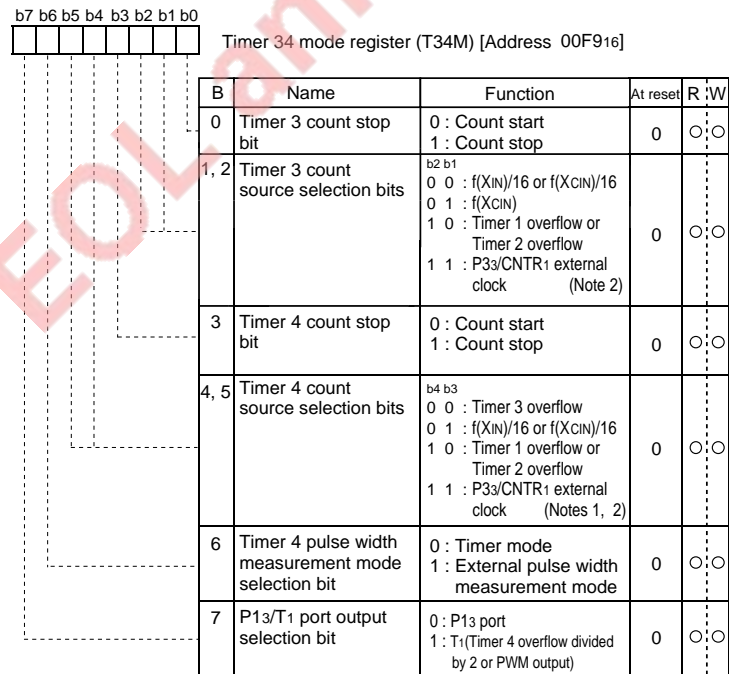 b7 b6 b5 b4 b3 b2 b1 b0
Timer 34 mode register (T34M) [Address 00F916]
B Name Function At reset R W
0 Timer 3 count stop bit 0 : Count start
1 : Count stop 0 ○ ○
1, 2 Timer 3 count source selection bits b2 b1
0 0 : f(XIN)/16 or f(XCIN)/16
0 1 : f(XCIN)
1 0 : Timer 1 overflow or
Timer 2 overflow
1 1 : P33/CNTR1 external
clock (Note 2) 0 ○ ○
3 Timer 4 count stop bit 0 : Count start
1 : Count stop 0 ○ ○
4, 5 Timer 4 count source selection bits b4 b3
0 0 : Timer 3 overflow
0 1 : f(XIN)/16 or f(XCIN)/16
1 0 : Timer 1 overflow or
Timer 2 overflow
1 1 : P33/CNTR1 external
clock (Notes 1, 2) 0 ○ ○
6 Timer 4 pulse width measurement mode selection bit 0 : Timer mode
1 : External pulse width
measurement mode 0 ○ ○
7 P13/T1 port output selection bit 0 : P13 port
1 : T1(Timer 4 overflow divided
by 2 or PWM output) 0 ○ ○
EOL an